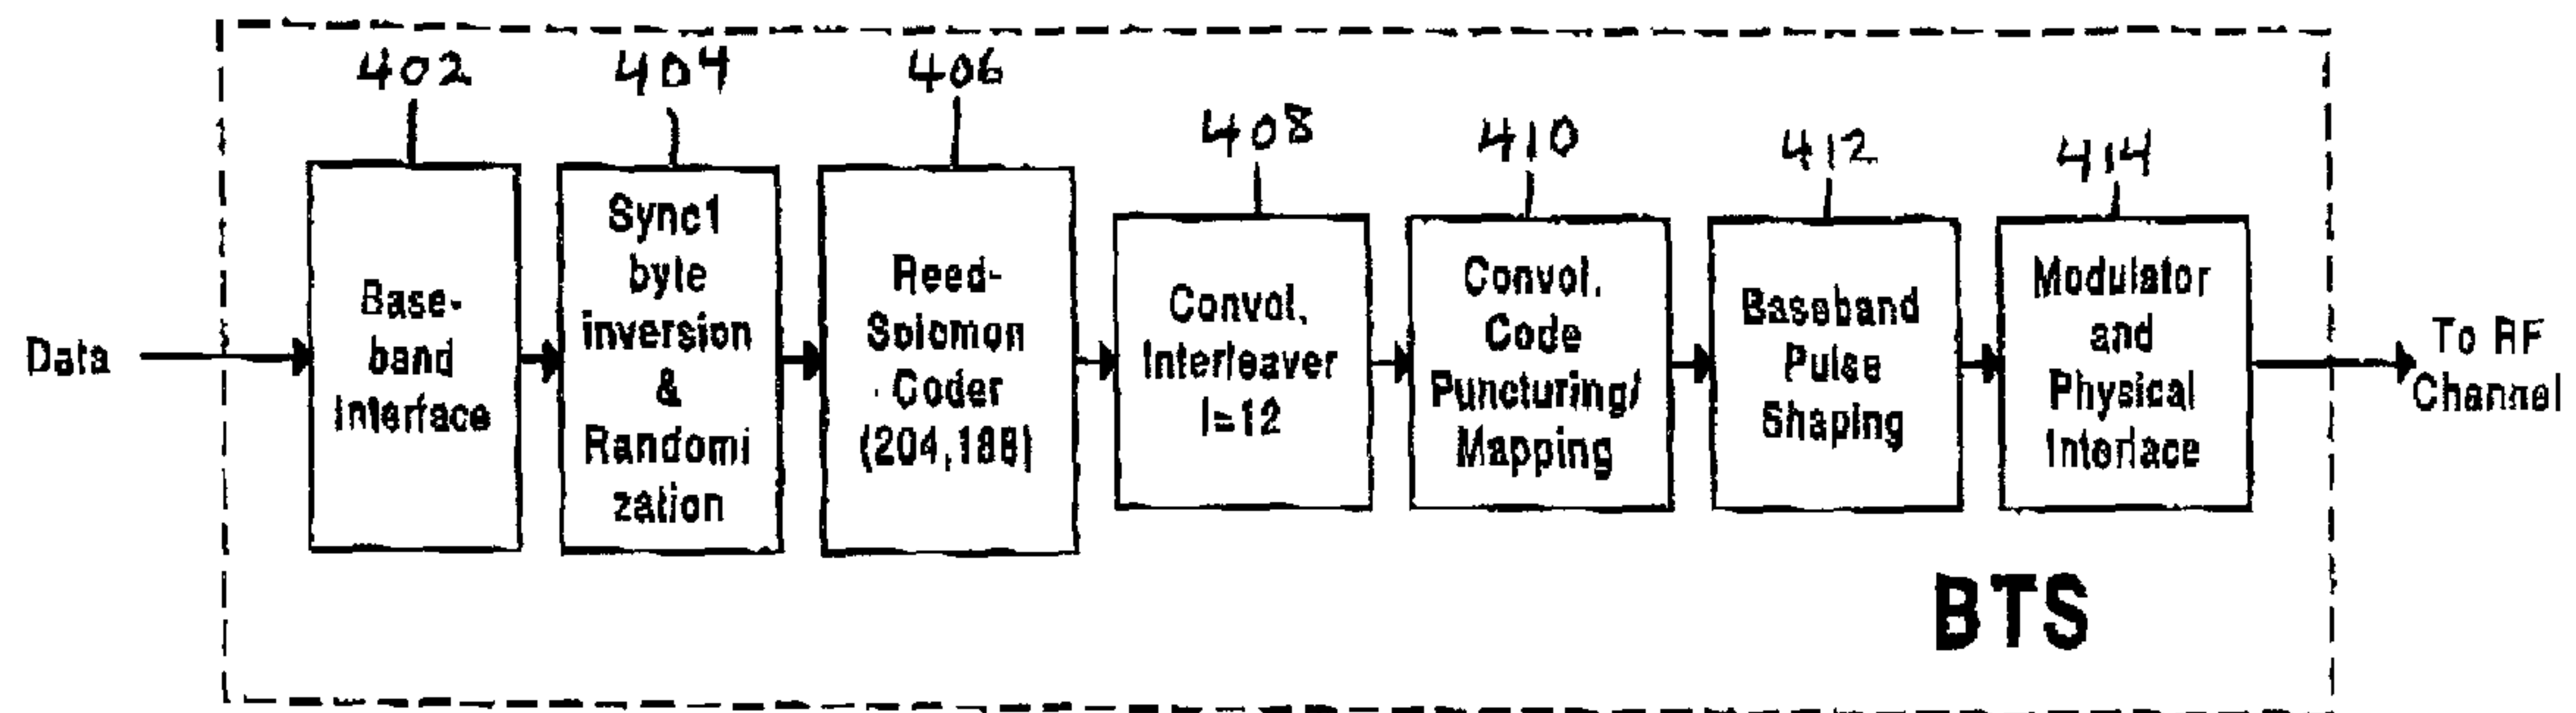 402
404
406
408
410
412
414
Data
Base-
band
Interface
Sync1
byte
inversion
&
Randomi
zation
Reed-
Solomon
Coder
(204,188)
Convol.
Interleaver
I=12
Convol.
Code
Puncturing/
Mapping
Baseband
Pulse
Shaping
Modulator
and
Physical
Interface
To RF
Channel
BTS